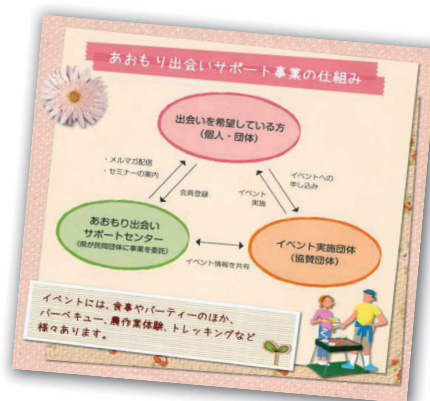 あおもり出会いサポート事業の仕組み
出会いを希望している方
(個人・団体)
・メルマガ配信
・セミナーの案内
会員登録
イベント
実施
イベントへの
申し込み
あおもり出会い
サポートセンター
(県が民間団体に事業を委託)
イベント情報を共有
イベント実施団体
(協賛団体)
イベントには、食事やパーティーのほか、
バーベキュー、農作業体験、トレッキングなど
様々あります。